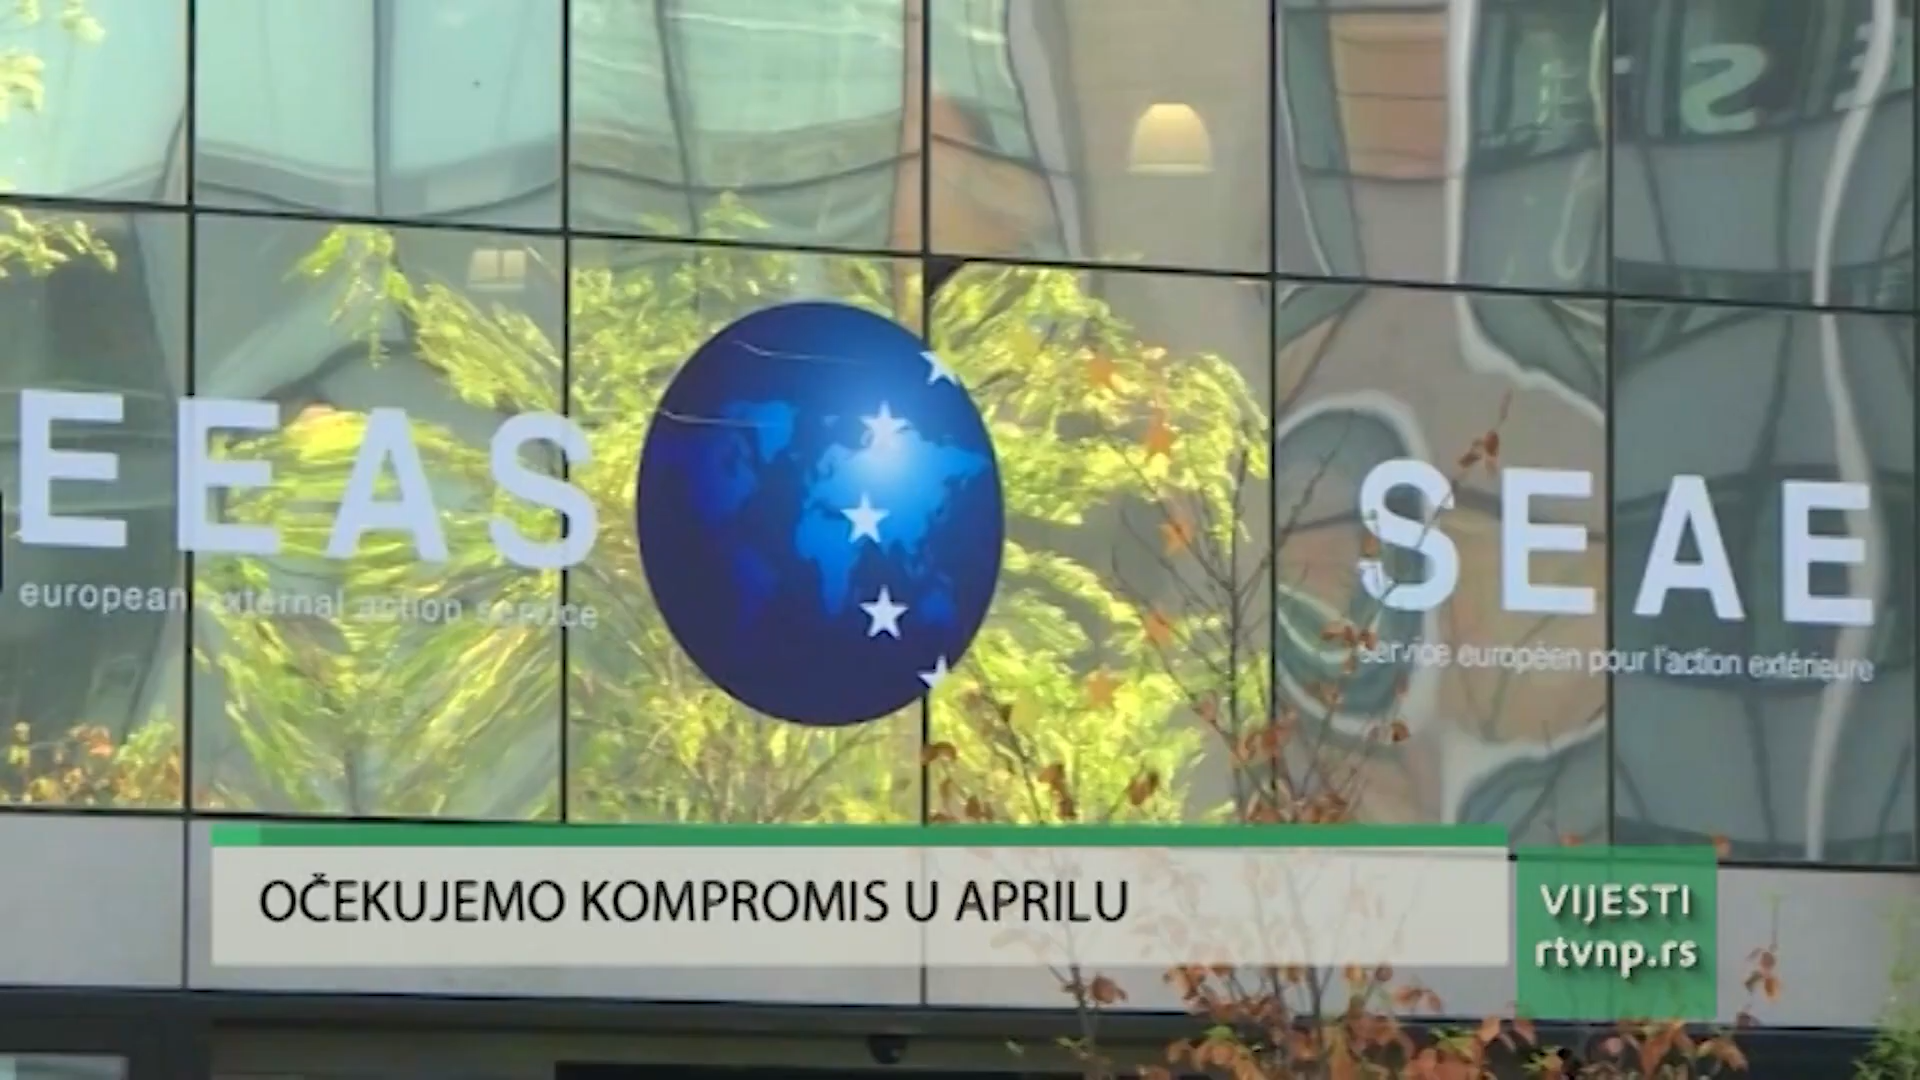 EEAS
european external action service
SEAE
service européen pour l'action extérieure
OČEKUJEMO KOMPROMIS U APRILU
VIJESTI
rtvnp.rs